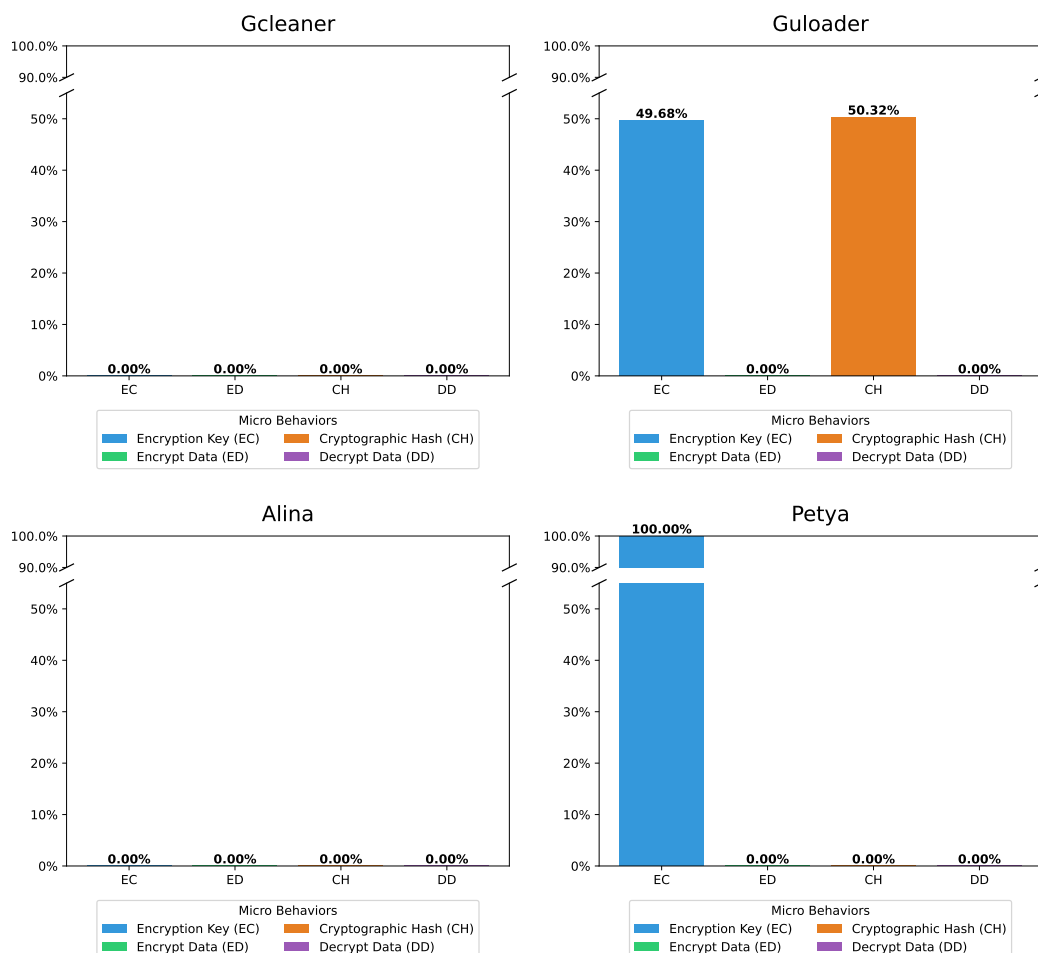 Gcleaner
100.0%
90.0%
50%
40%
30%
20%
10%
0%
0.00% 0.00% 0.00% 0.00%
EC ED CH DD
Micro Behaviors
Encryption Key (EC) Cryptographic Hash (CH)
Encrypt Data (ED) Decrypt Data (DD)
Guloader
100.0%
90.0%
50%
40%
30%
20%
10%
0%
49.68% 0.00% 50.32% 0.00%
EC ED CH DD
Micro Behaviors
Encryption Key (EC) Cryptographic Hash (CH)
Encrypt Data (ED) Decrypt Data (DD)
Alina
100.0%
90.0%
50%
40%
30%
20%
10%
0%
0.00% 0.00% 0.00% 0.00%
EC ED CH DD
Micro Behaviors
Encryption Key (EC) Cryptographic Hash (CH)
Encrypt Data (ED) Decrypt Data (DD)
Petya
100.0%
90.0%
50%
40%
30%
20%
10%
0%
100.00% 0.00% 0.00% 0.00%
EC ED CH DD
Micro Behaviors
Encryption Key (EC) Cryptographic Hash (CH)
Encrypt Data (ED) Decrypt Data (DD)